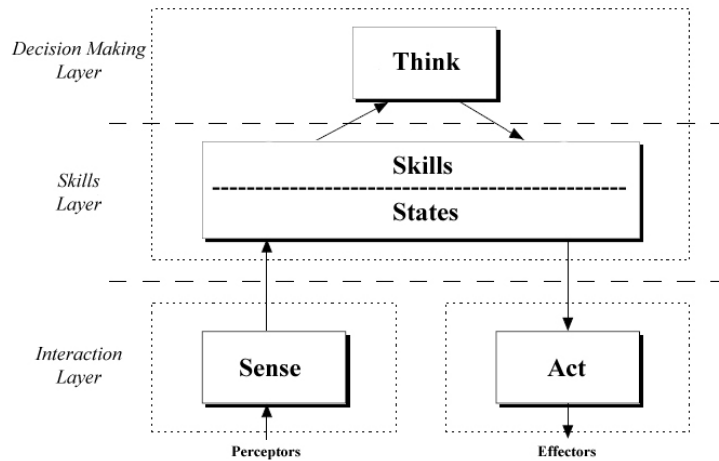 Decision Making
Layer
Think
Skills
Layer
Skills
States
Interaction
Layer
Sense
Act
Perceptors
Effectors